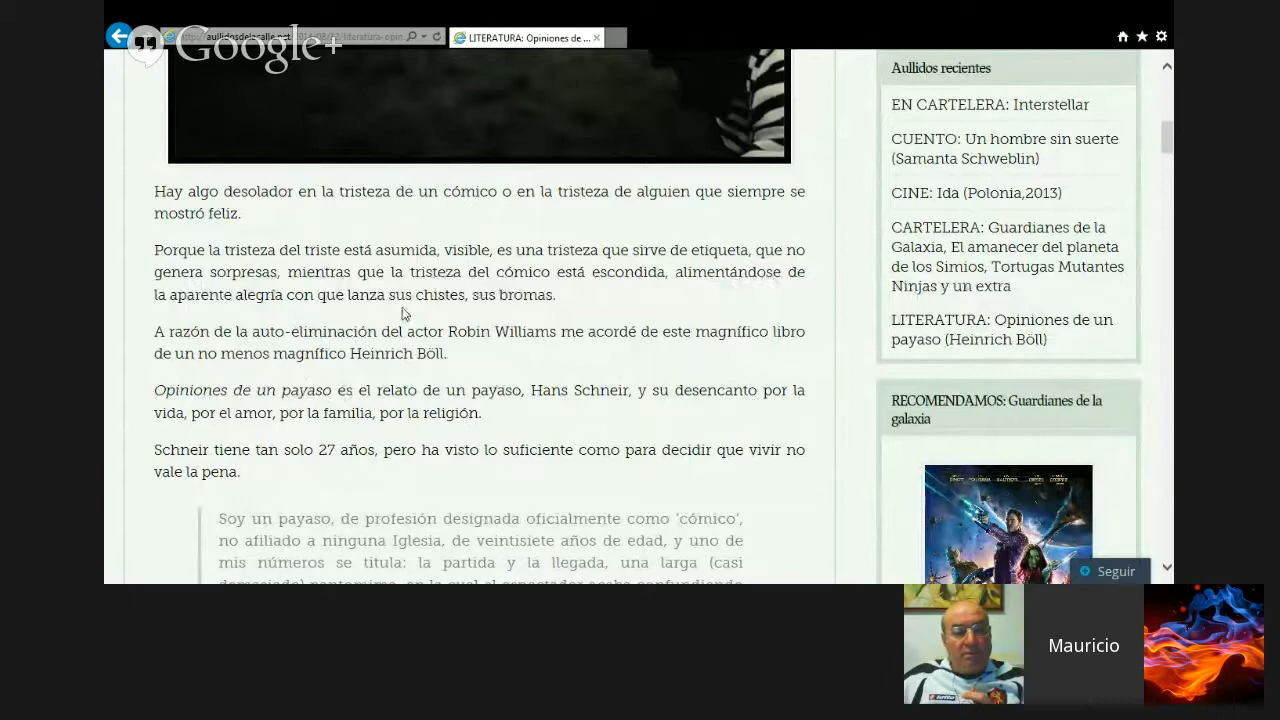 Google+
http://aullidosdelacalle.net/2014/08/12/literatura-opin...
LITERATURA: Opiniones de ...
Aullidos recientes
EN CARTELERA: Interstellar
CUENTO: Un hombre sin suerte
(Samanta Schweblin)
CINE: Ida (Polonia,2013)
CARTELERA: Guardianes de la
Galaxia, El amanecer del planeta
de los Simios, Tortugas Mutantes
Ninjas y un extra
LITERATURA: Opiniones de un
payaso (Heinrich Böll)
RECOMENDAMOS: Guardianes de la
galaxia
Hay algo desolador en la tristeza de un cómico o en la tristeza de alguien que siempre se
mostró feliz.
Porque la tristeza del triste está asumida, visible, es una tristeza que sirve de etiqueta, que no
genera sorpresas, mientras que la tristeza del cómico está escondida, alimentándose de
la aparente alegría con que lanza sus chistes, sus bromas.
A razón de la auto-eliminación del actor Robin Williams me acordé de este magnífico libro
de un no menos magnífico Heinrich Böll.
Opiniones de un payaso es el relato de un payaso, Hans Schneir, y su desencanto por la
vida, por el amor, por la familia, por la religión.
Schneir tiene tan solo 27 años, pero ha visto lo suficiente como para decidir que vivir no
vale la pena.
Soy un payaso, de profesión designada oficialmente como 'cómico',
no afiliado a ninguna Iglesia, de veintisiete años de edad, y uno de
mis números se titula: la partida y la llegada, una larga (casi
Seguir
Mauricio